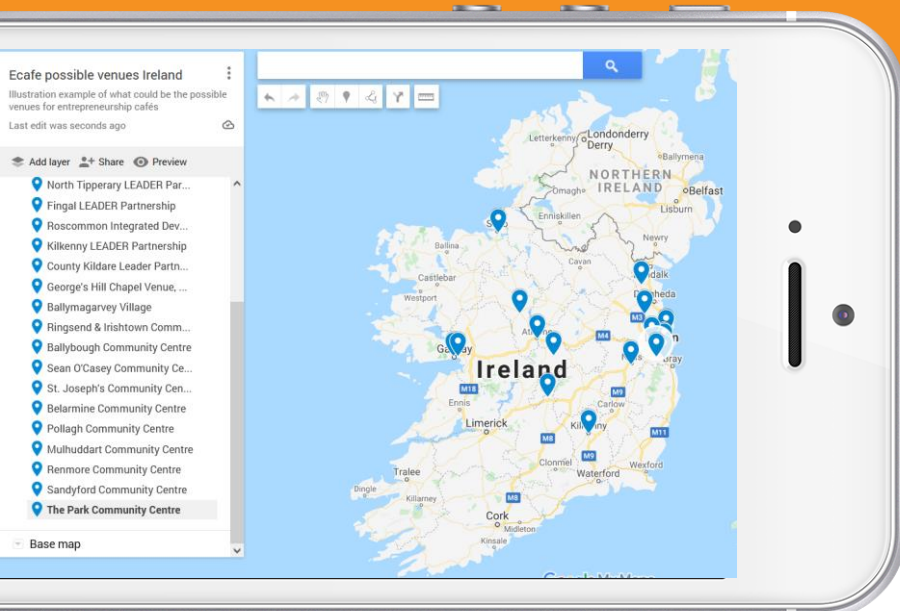 Ecafe possible venues Ireland
Illustration example of what could be the possible
venues for entrepreneurship cafés
Last edit was seconds ago
Add layer Share Preview
North Tipperary LEADER Par...
Fingal LEADER Partnership
Roscommon Integrated Dev...
Kilkenny LEADER Partnership
County Kildare Leader Partn...
George's Hill Chapel Venue, ...
Ballymagarvey Village
Ringsend & Irishtown Comm...
Ballybough Community Centre
Sean O'Casey Community Ce...
St. Joseph's Community Cen...
Belarmine Community Centre
Pollagh Community Centre
Mulhuddart Community Centre
Renmore Community Centre
Sandyford Community Centre
The Park Community Centre
Base map
Letterkenny
Londonderry
Derry
Ballymena
NORTHERN
IRELAND
Omagh
Belfast
Lisburn
Enniskillen
Newry
Ballina
Cavan
Castlebar
Westport
M3
M4
Ireland
M18
Ennis
M9
Carlow
Limerick
M11
M8
Clonmel
M9
Wexford
Waterford
Tralee
Dingle
Killarney
M8
Cork
Midleton
Kinsale